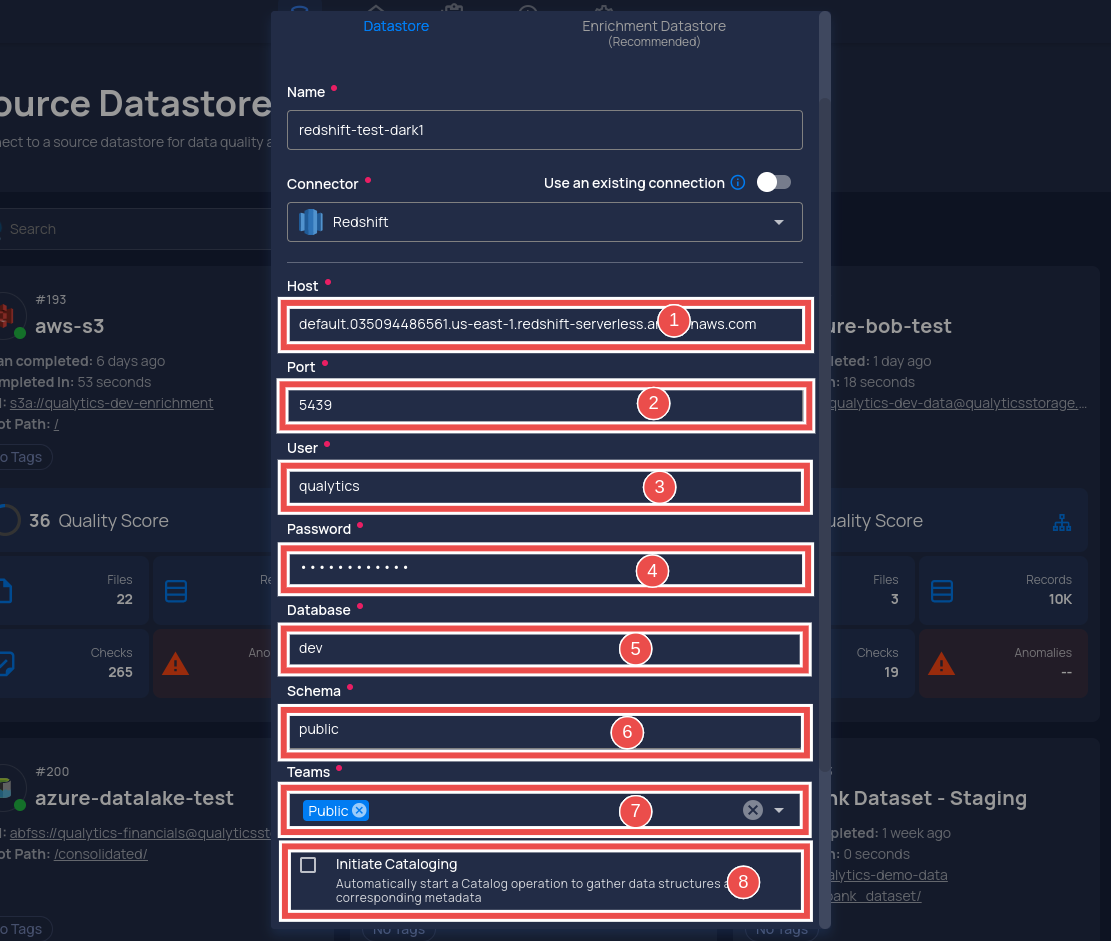 Datastore
Enrichment Datastore
(Recommended)
ource Datastore
nect to a source datastore for data quality a
Search
Name
redshift-test-dark1
Connector
Use an existing connection
Redshift
Host
default.035094486561.us-east-1.redshift-serverless.a naws.com
1
Port
5439
2
User
qualytics
3
Password
••••••••••••
4
Database
dev
5
Schema
public
6
Teams
Public
7
Initiate Cataloging
Automatically start a Catalog operation to gather data structures a
corresponding metadata
8
#193
aws-s3
an completed: 6 days ago
mpleted In: 53 seconds
: s3a://qualytics-dev-enrichment
ot Path: /
o Tags
36 Quality Score
Files
22
Re
Checks
265
Ano
#200
azure-datalake-test
: abfss://qualytics-financials@qualyticsst
ot Path: /consolidated/
o Tags
No Tags
ure-bob-test
leted: 1 day ago
n: 18 seconds
qualytics-dev-data@qualyticsstorage....
uality Score
Files
3
Records
10K
Checks
19
Anomalies
--
nk Dataset - Staging
pleted: 1 week ago
n: 0 seconds
alytics-demo-data
bank_dataset/
No Tags